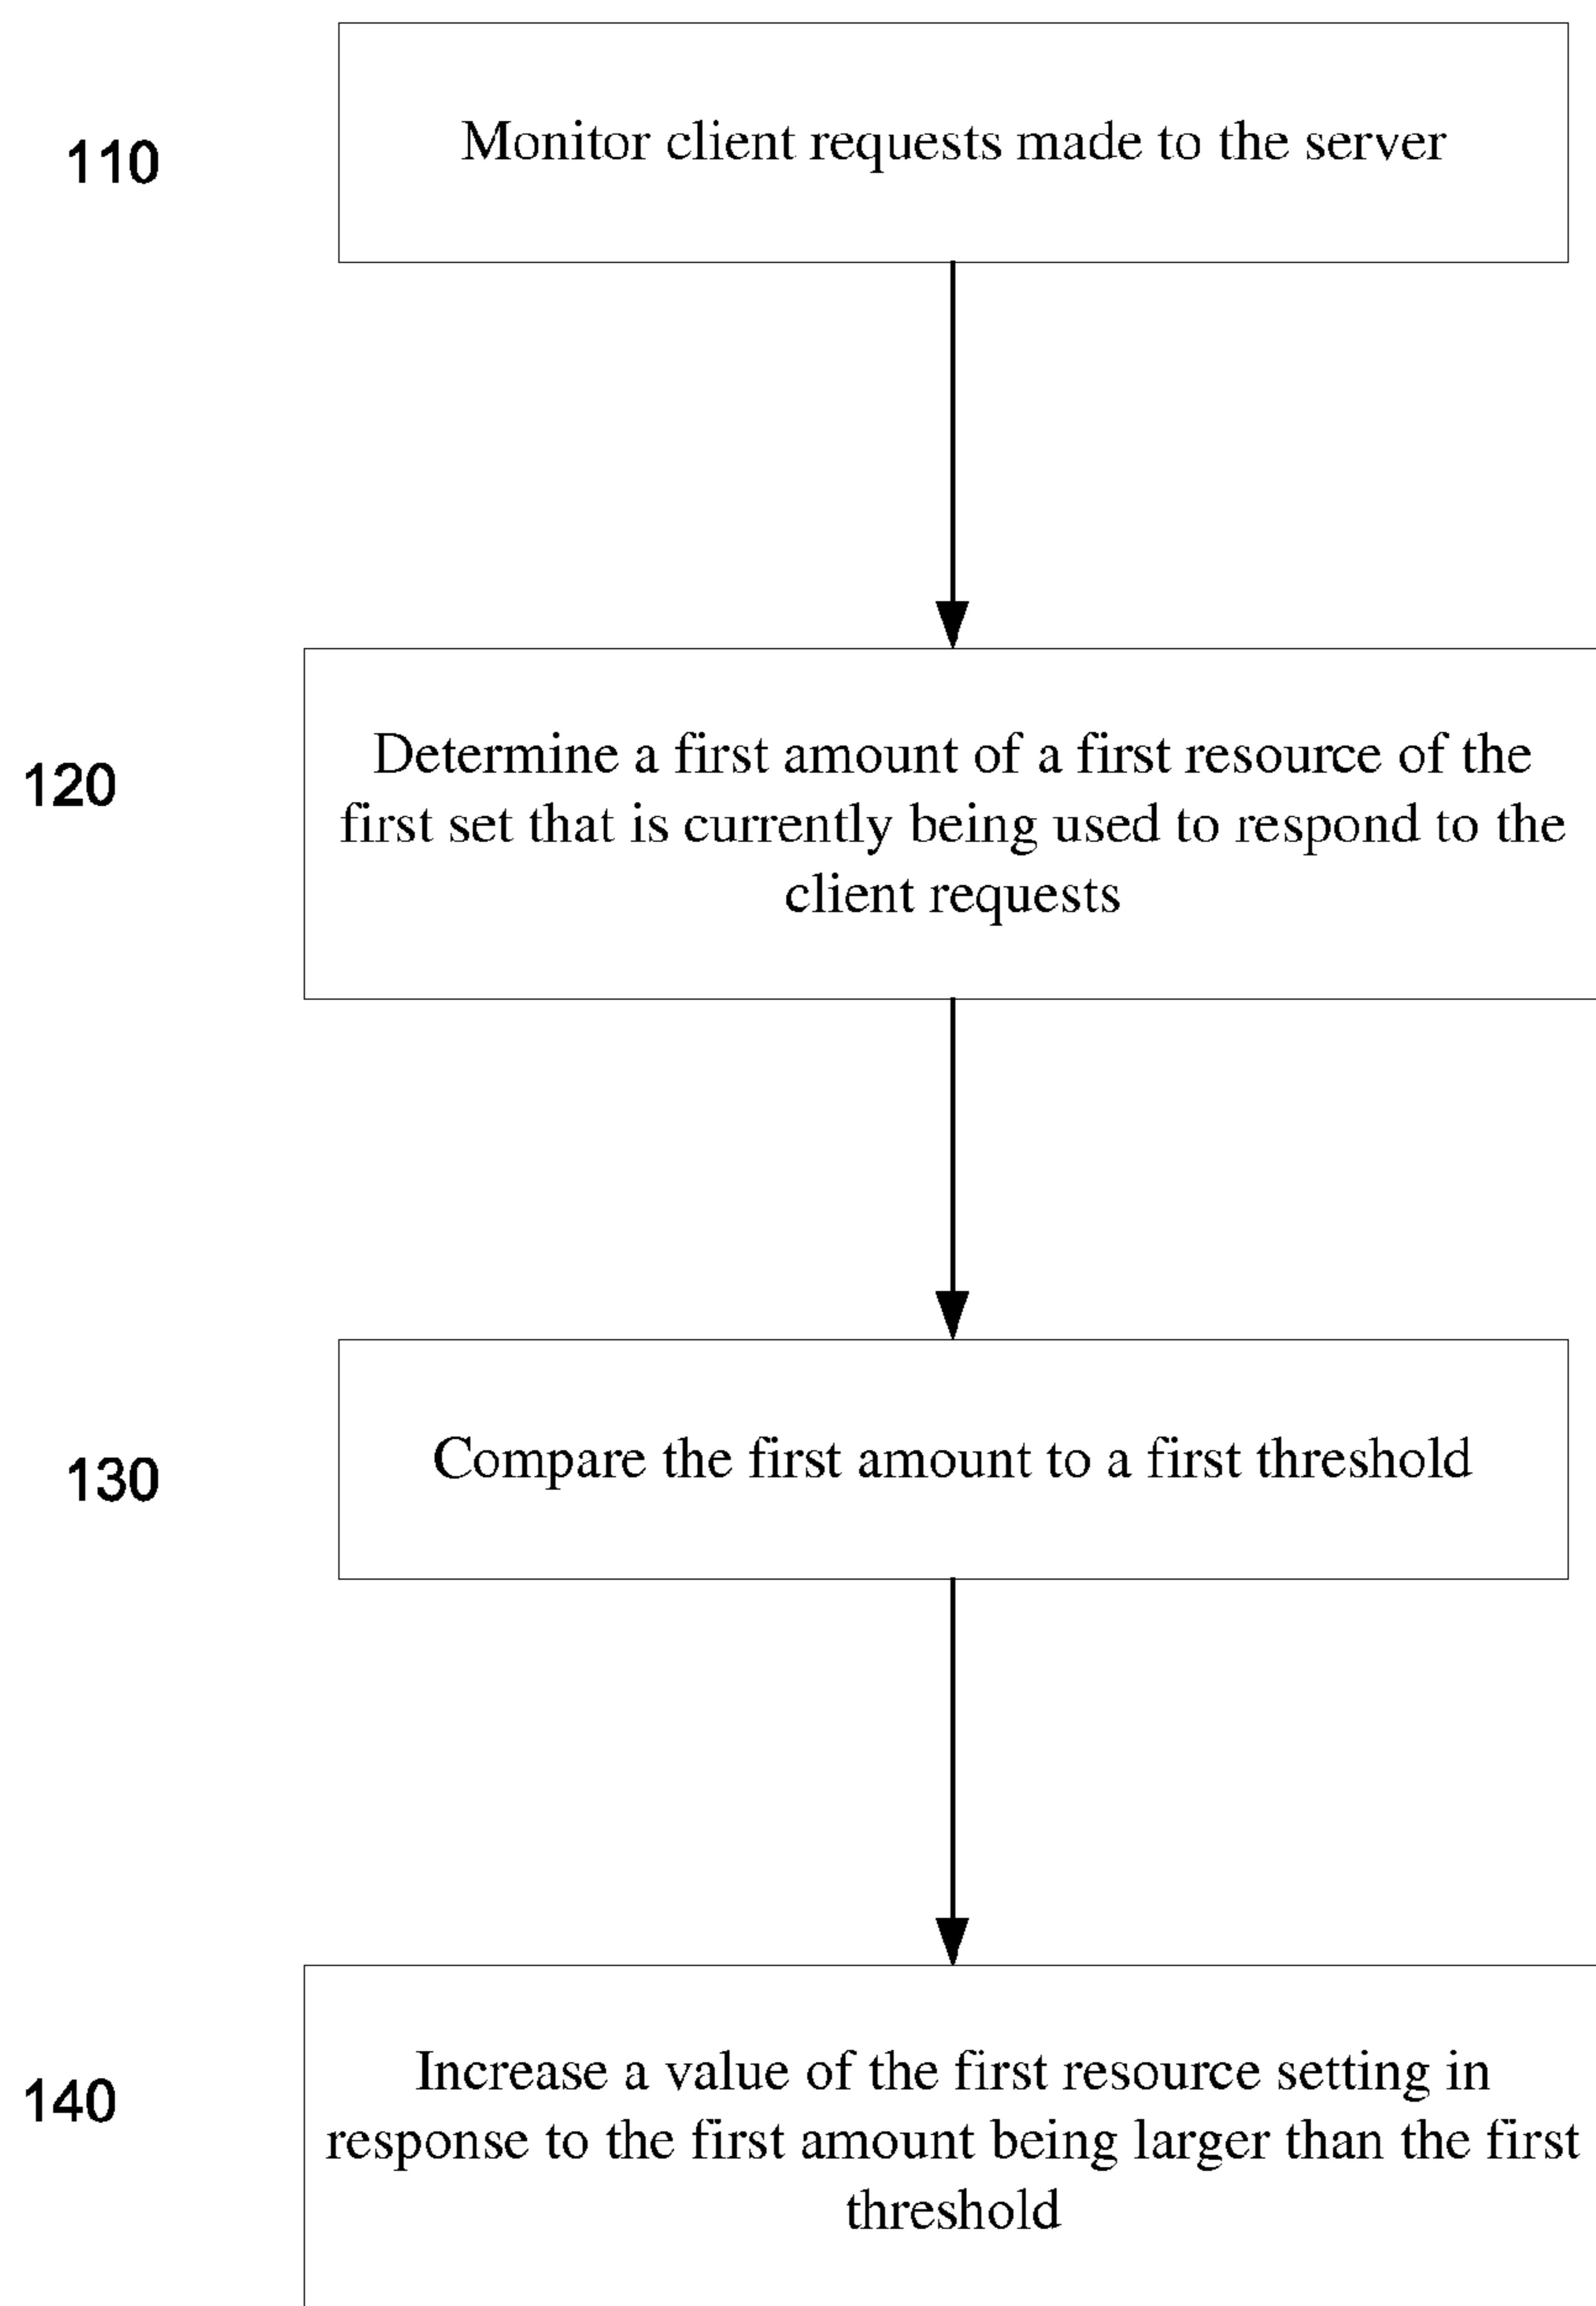 110
Monitor client requests made to the server
120
Determine a first amount of a first resource of the
first set that is currently being used to respond to the
client requests
130
Compare the first amount to a first threshold
140
Increase a value of the first resource setting in
response to the first amount being larger than the first
threshold